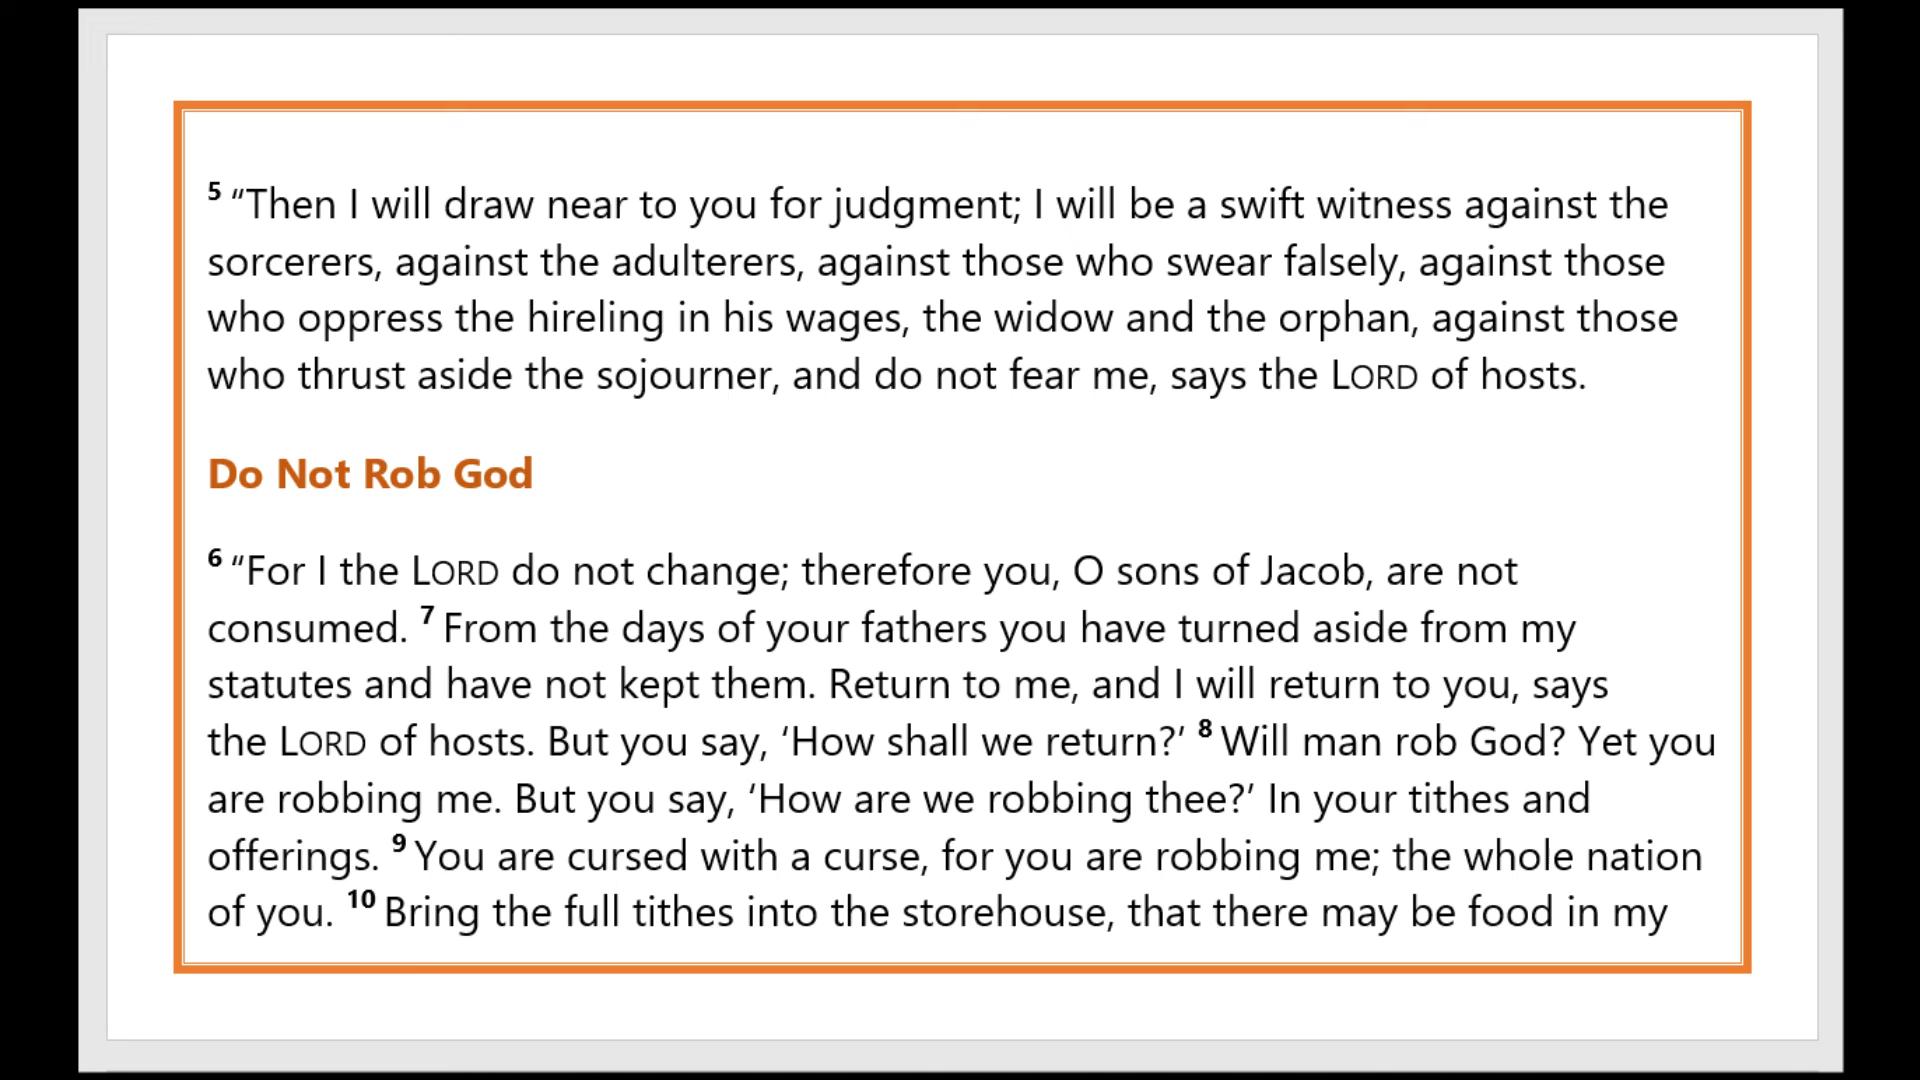 5 “Then I will draw near to you for judgment; I will be a swift witness against the
sorcerers, against the adulterers, against those who swear falsely, against those
who oppress the hireling in his wages, the widow and the orphan, against those
who thrust aside the sojourner, and do not fear me, says the LORD of hosts.
Do Not Rob God
6 “For I the LORD do not change; therefore you, O sons of Jacob, are not
consumed. 7 From the days of your fathers you have turned aside from my
statutes and have not kept them. Return to me, and I will return to you, says
the LORD of hosts. But you say, ‘How shall we return?’ 8 Will man rob God? Yet you
are robbing me. But you say, ‘How are we robbing thee?’ In your tithes and
offerings. 9 You are cursed with a curse, for you are robbing me; the whole nation
of you. 10 Bring the full tithes into the storehouse, that there may be food in my